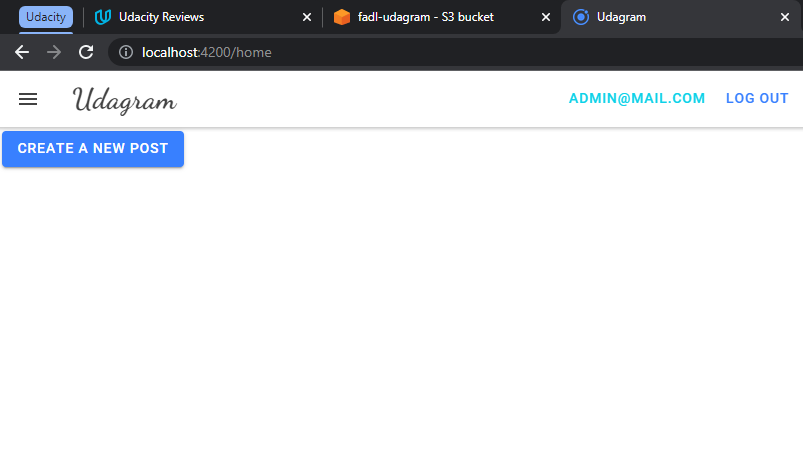 Udacity Udacity Reviews fadl-udagram - S3 bucket Udagram
localhost:4200/home
Udagram ADMIN@MAIL.COM LOG OUT
CREATE A NEW POST